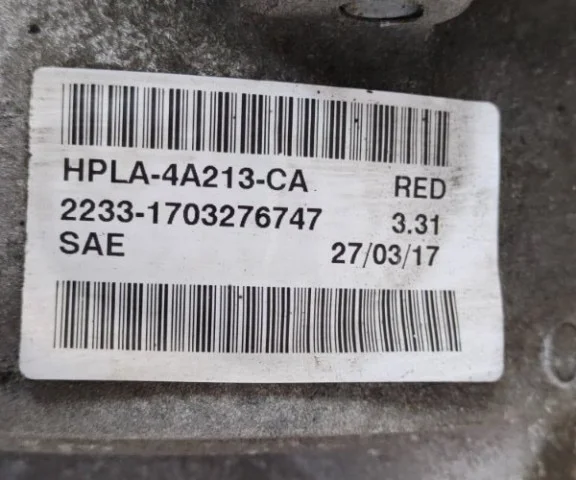 HPLA-4A213-CA RED
2233-1703276747 3.31
SAE 27/03/17